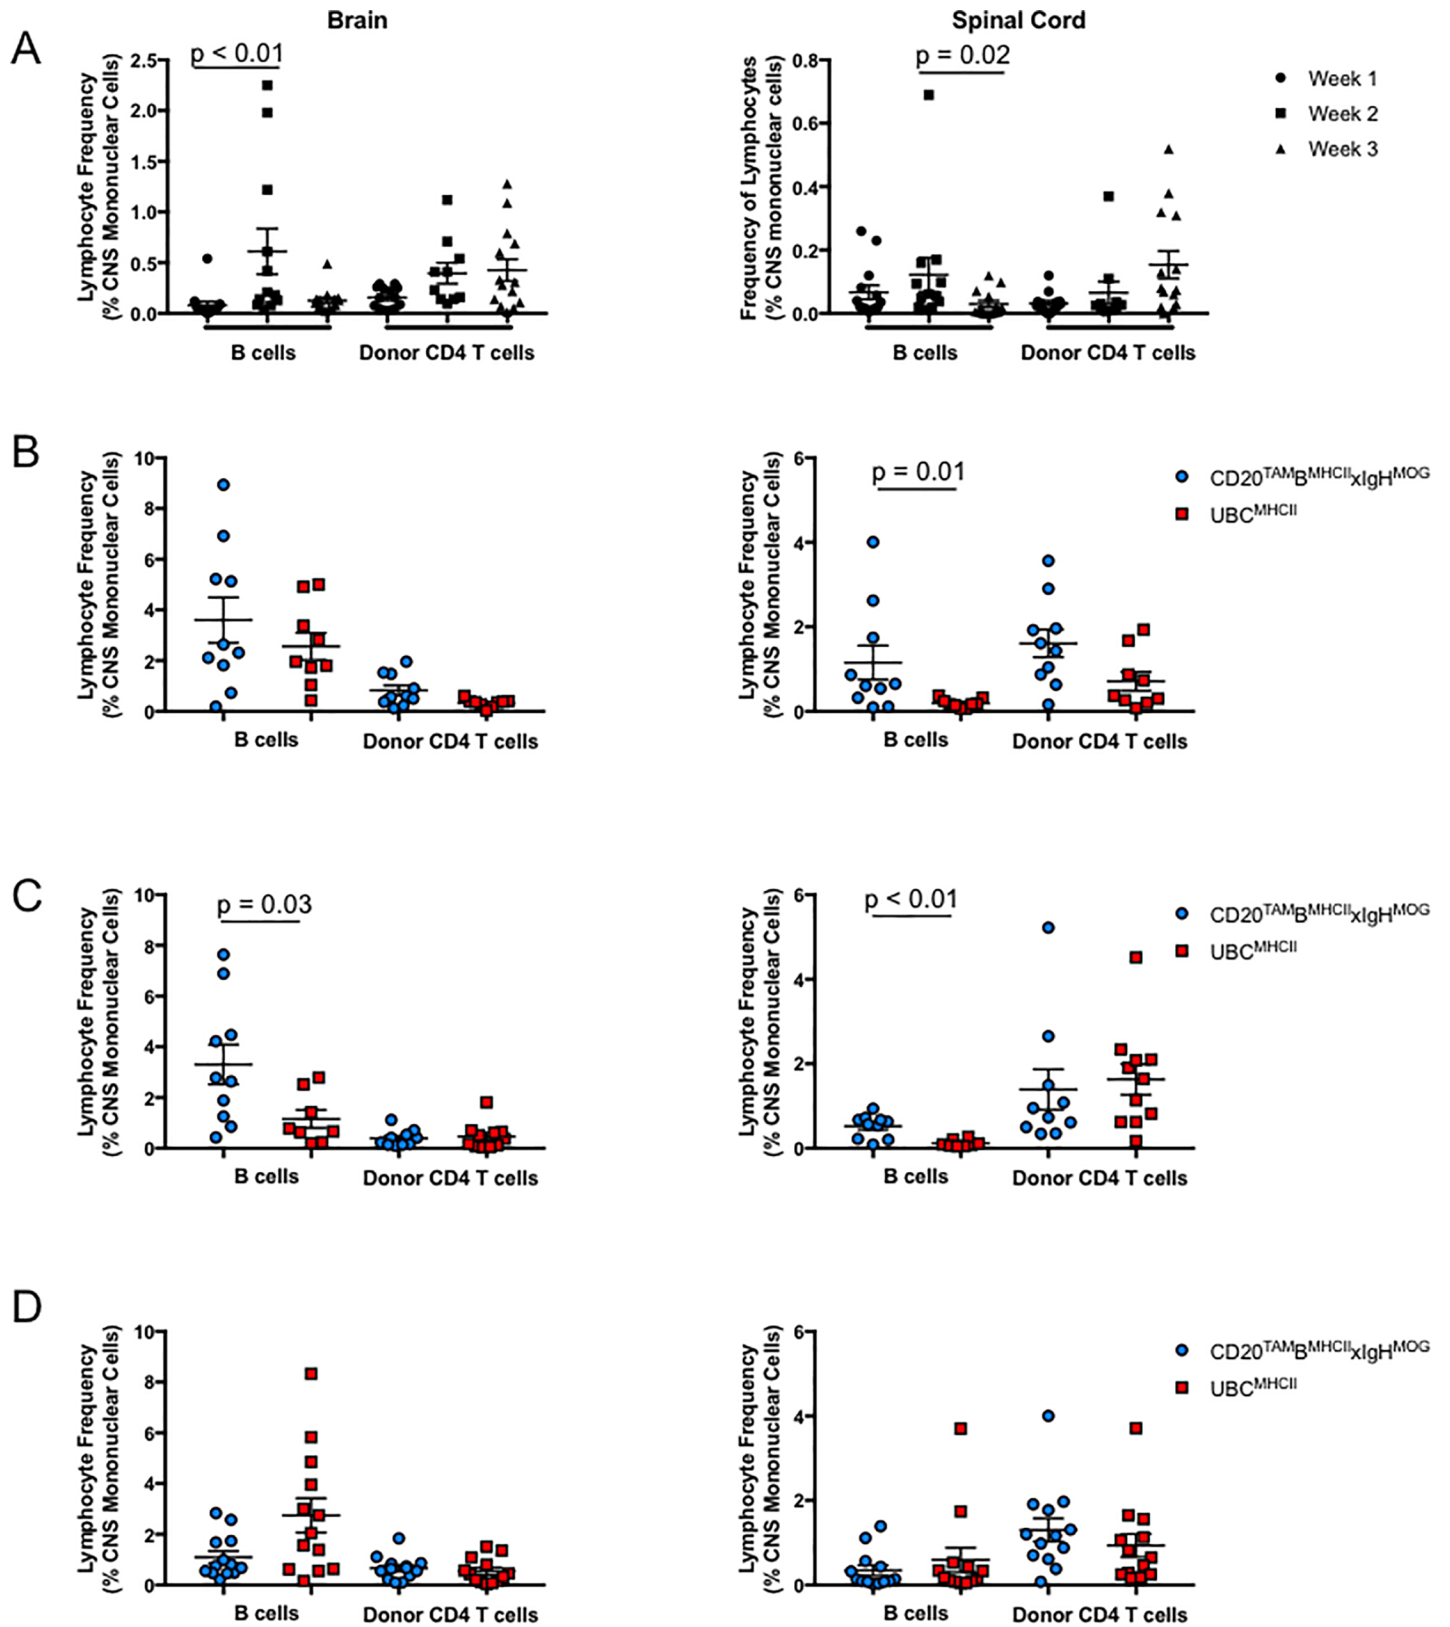 Brain
Spinal Cord
A
p < 0.01
Lymphocyte Frequency
(% CNS Mononuclear Cells)
2.5
2.0
1.5
1.0
0.5
0.0
B cells
Donor CD4 T cells
p = 0.02
Frequency of Lymphocytes
(% CNS mononuclear cells)
0.8
0.6
0.4
0.2
0.0
B cells
Donor CD4 T cells
Week 1
Week 2
Week 3
B
Lymphocyte Frequency
(% CNS Mononuclear Cells)
10
8
6
4
2
0
B cells
Donor CD4 T cells
p = 0.01
Lymphocyte Frequency
(% CNS Mononuclear Cells)
6
4
2
0
B cells
Donor CD4 T cells
CD20TAMBMHCIIxIgHMOG
UBCMHCII
C
p = 0.03
Lymphocyte Frequency
(% CNS Mononuclear Cells)
10
8
6
4
2
0
B cells
Donor CD4 T cells
p < 0.01
Lymphocyte Frequency
(% CNS Mononuclear Cells)
6
4
2
0
B cells
Donor CD4 T cells
CD20TAMBMHCIIxIgHMOG
UBCMHCII
D
Lymphocyte Frequency
(% CNS Mononuclear Cells)
10
8
6
4
2
0
B cells
Donor CD4 T cells
Lymphocyte Frequency
(% CNS Mononuclear Cells)
6
4
2
0
B cells
Donor CD4 T cells
CD20TAMBMHCIIxIgHMOG
UBCMHCII